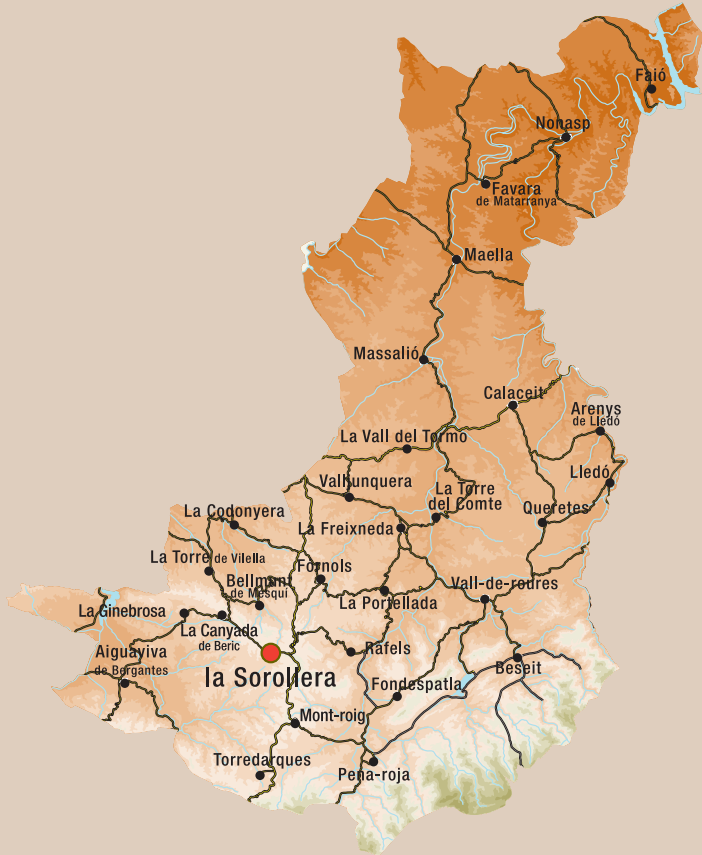 Faió
Nonasp
Favara
de Matarranya
Maella
Massalió
Calaceit
Arenys
de Lledó
La Vall del Tormo
Lledó
Valljunquera
La Torre
del Comte
La Codonyera
Queretes
La Freixneda
La Torre de Vilella
Fórnols
Bellmunt
de Mesquí
Vall-de-roures
La Portellada
La Ginebrosa
La Canyada
de Beric
Ràfels
Aiguaviva
de Bergantes
Beseit
la Sorollera
Fondespatla
Mont-roig
Torredarques
Pena-roja